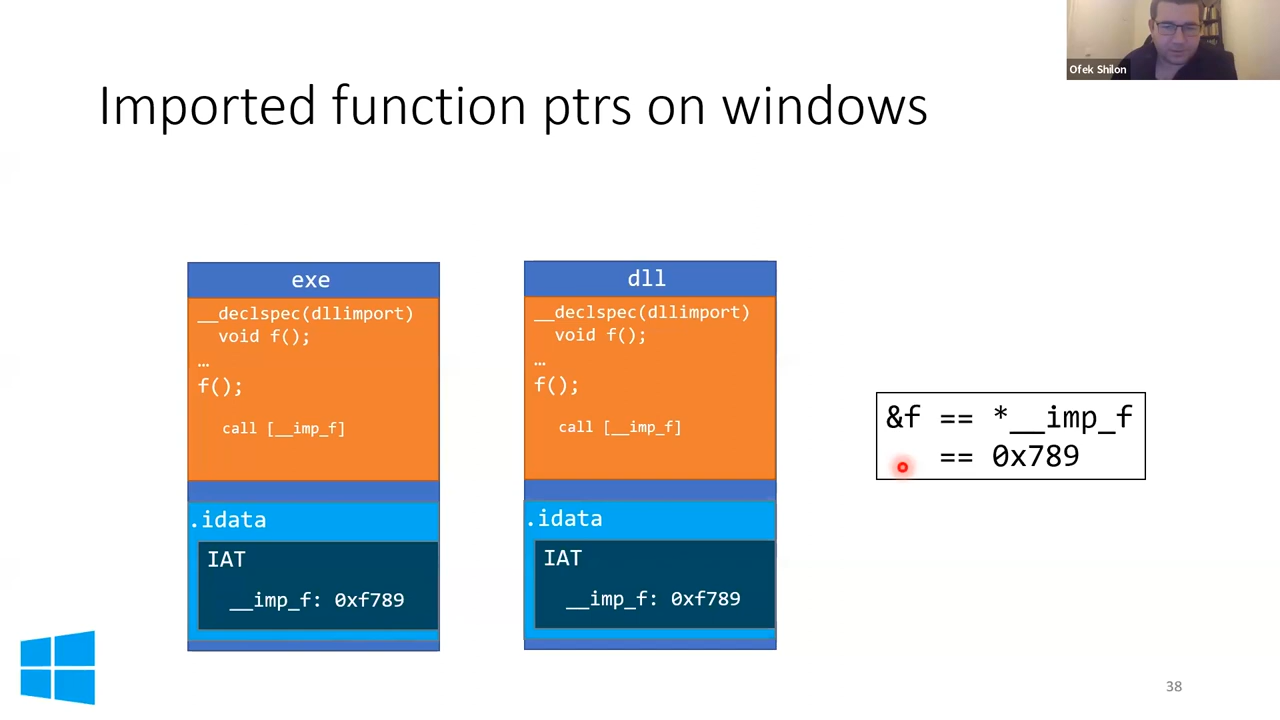 Ofek Shilon
Imported function ptrs on windows
exe
__declspec(dllimport)
void f();
…
f();
call [__imp_f]
.idata
IAT
__imp_f: 0xf789
dll
__declspec(dllimport)
void f();
…
f();
call [__imp_f]
.idata
IAT
__imp_f: 0xf789
&f == *__imp_f
== 0x789
38